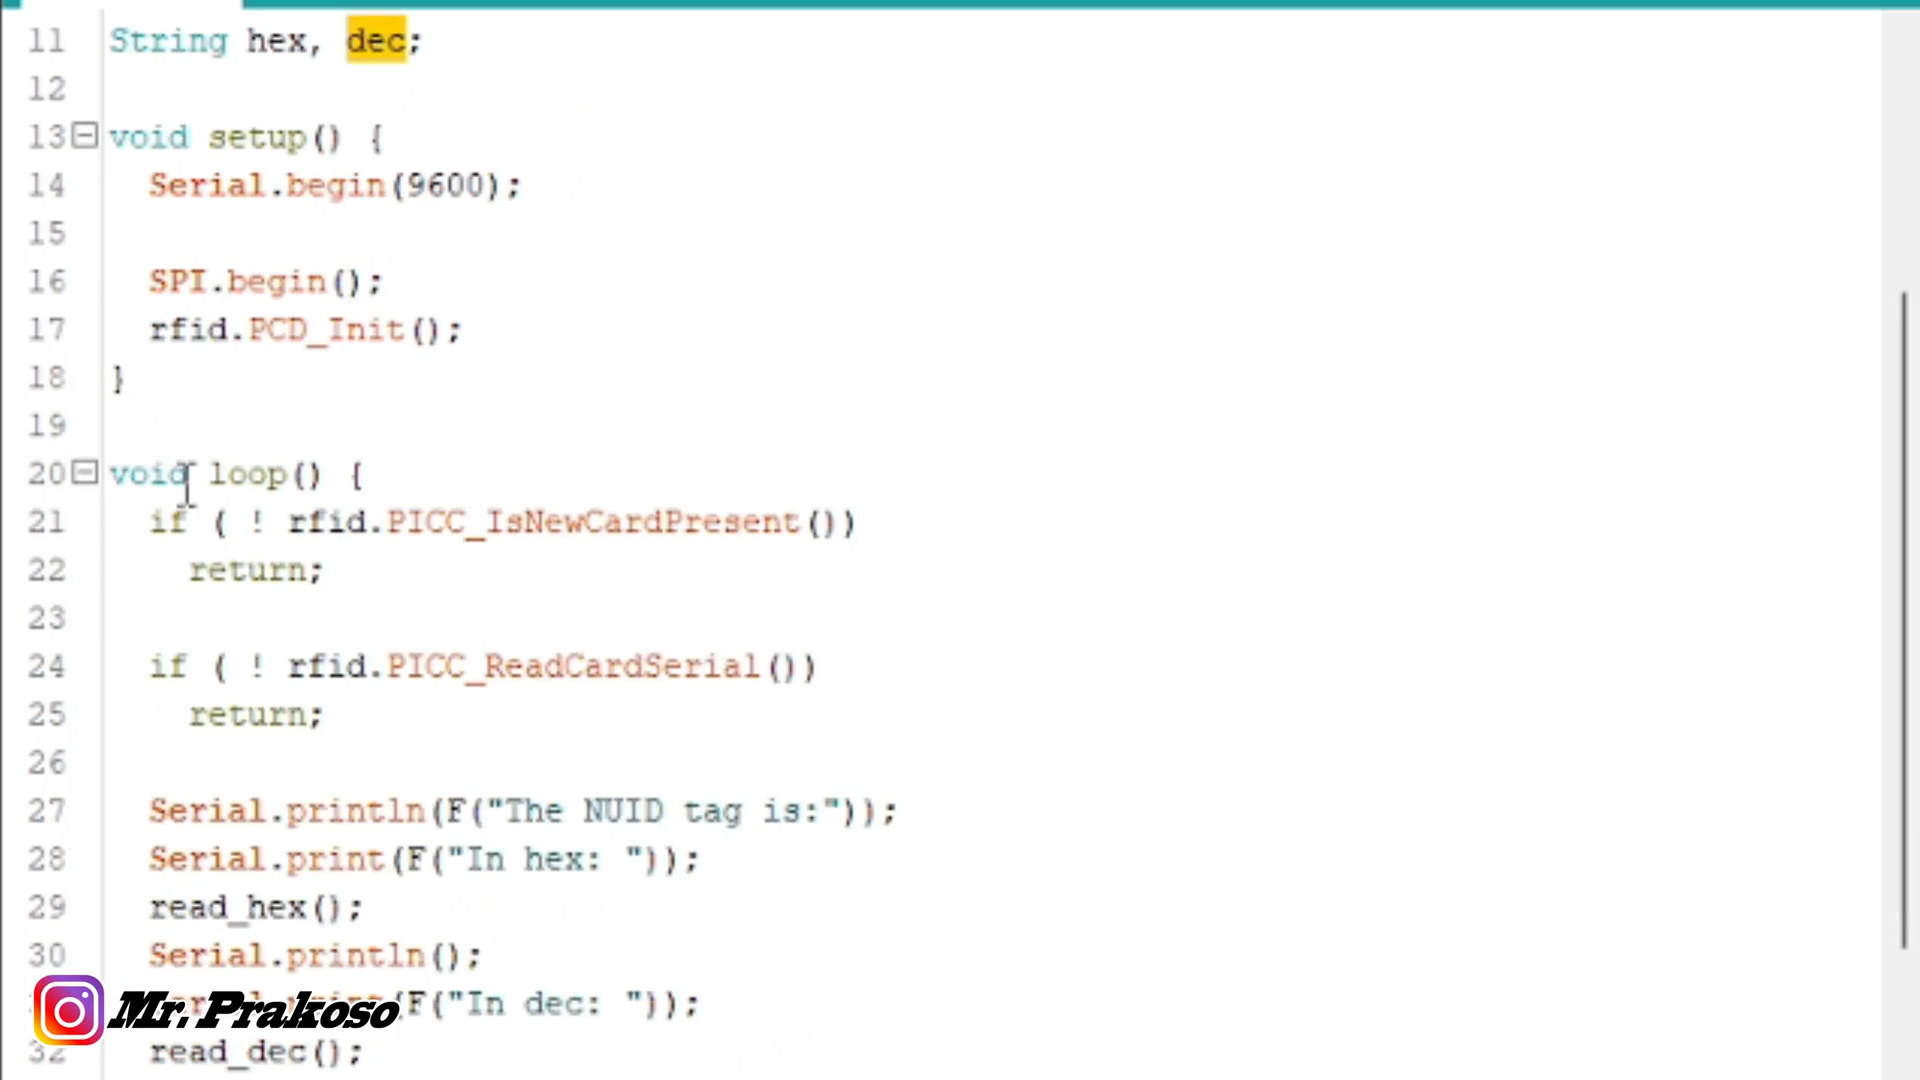 11 String hex, dec;
12
13 void setup() {
14 Serial.begin(9600);
15
16 SPI.begin();
17 rfid.PCD_Init();
18 }
19
20 void loop() {
21 if ( ! rfid.PICC_IsNewCardPresent())
22 return;
23
24 if ( ! rfid.PICC_ReadCardSerial())
25 return;
26
27 Serial.println(F("The NUID tag is:"));
28 Serial.print(F("In hex: "));
29 read_hex();
30 Serial.println();
(F("In dec: "));
32 read_dec();
Mr. Prakoso